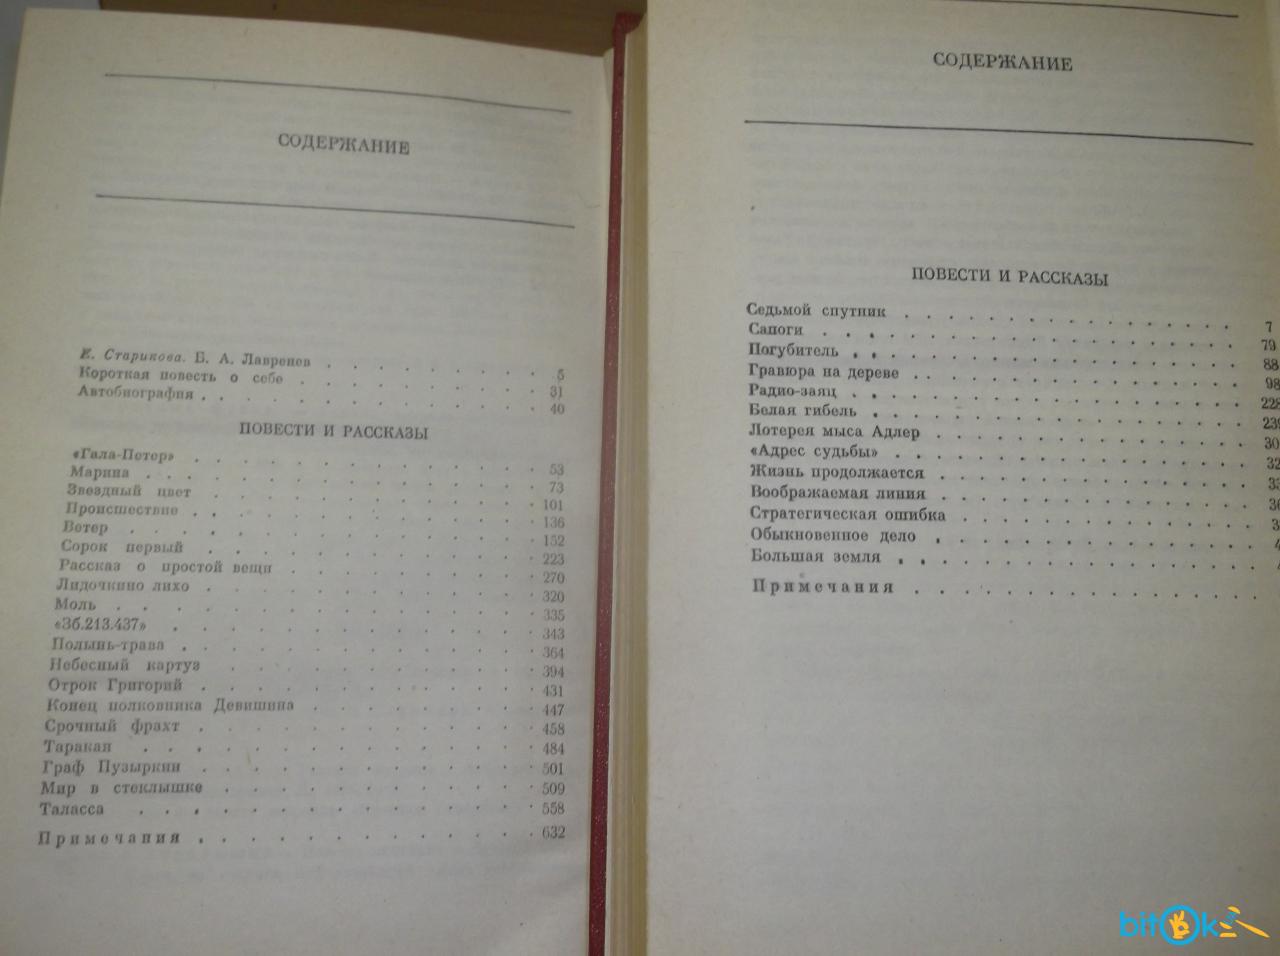 СОДЕРЖАНИЕ
Е. Старикова. Б. А. Лавренев 5
Короткая повесть о себе 31
Автобиография 40
ПОВЕСТИ И РАССКАЗЫ
«Гала-Петер» 53
Марина 73
Звездный цвет 101
Происшествие 136
Ветер 152
Сорок первый 223
Рассказ о простой вещи 270
Лидочкино лихо 320
Моль 335
«Зб.213.437» 343
Полынь-трава 364
Небесный картуз 394
Отрок Григорий 431
Конец полковника Девишина 447
Срочный фрахт 458
Таракан 484
Граф Пузыркин 501
Мир в стеклышке 509
Таласса 558
Примечания 632
СОДЕРЖАНИЕ
ПОВЕСТИ И РАССКАЗЫ
Седьмой спутник 7
Сапоги 79
Погубитель 88
Гравюра на дереве 98
Радио-заяц 228
Белая гибель 239
Лотерея мыса Адлер
«Адрес судьбы»
Жизнь продолжается
Воображаемая линия
Стратегическая ошибка
Обыкновенное дело
Большая земля
Примечания